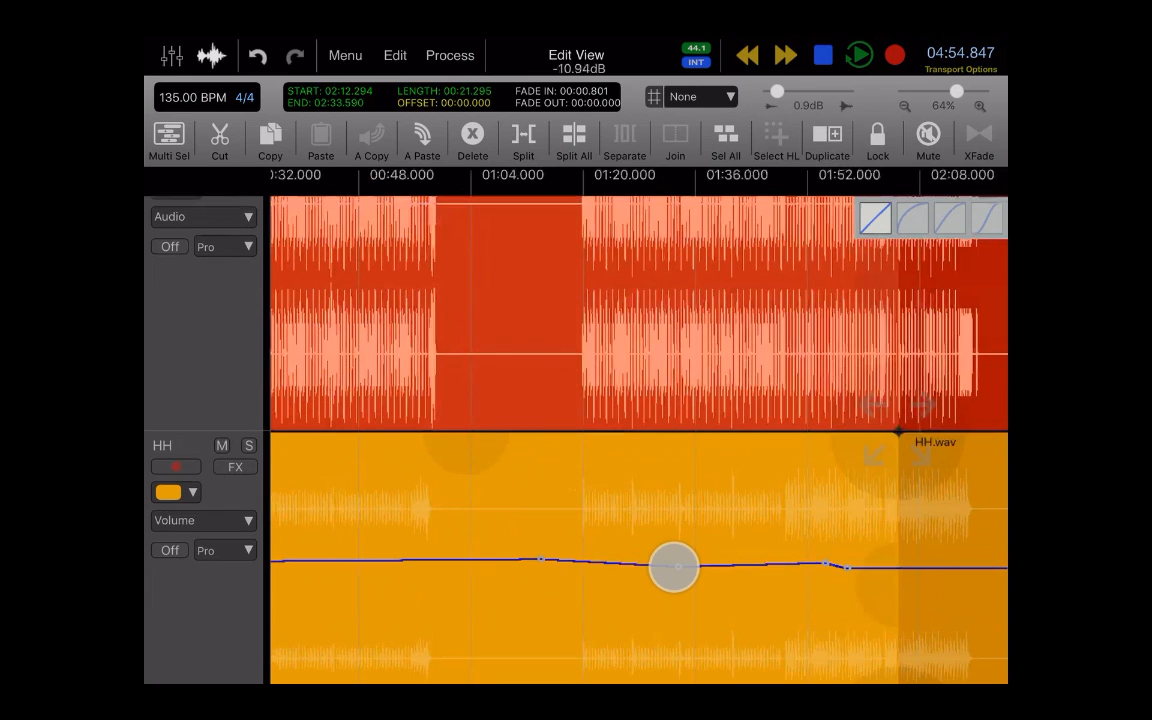 Menu Edit Process
Edit View
-10.94dB
44.1
INT
04:54.847
Transport Options
135.00 BPM 4/4
START: 02:12.294 LENGTH: 00:21.295 FADE IN: 00:00.801
END: 02:33.590 OFFSET: 00:00.000 FADE OUT: 00:00.000
None
0.9dB
64%
Multi Sel Cut Copy Paste A Copy A Paste Delete Split Split All Separate Join Sel All Select HL Duplicate Lock Mute XFade
):32.000 00:48.000 01:04.000 01:20.000 01:36.000 01:52.000 02:08.000
Audio
Off Pro
HH M S
HH.wav
FX
Volume
Off Pro